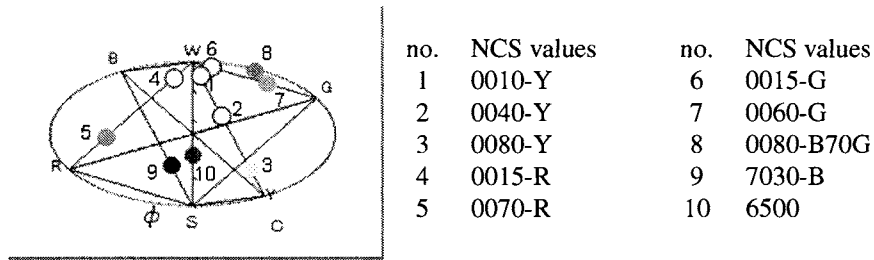 B W 6 8
4 1 G
7
2
5
R 9 10 3
ϕ S Y C
no. NCS values no. NCS values
1 0010-Y 6 0015-G
2 0040-Y 7 0060-G
3 0080-Y 8 0080-B70G
4 0015-R 9 7030-B
5 0070-R 10 6500